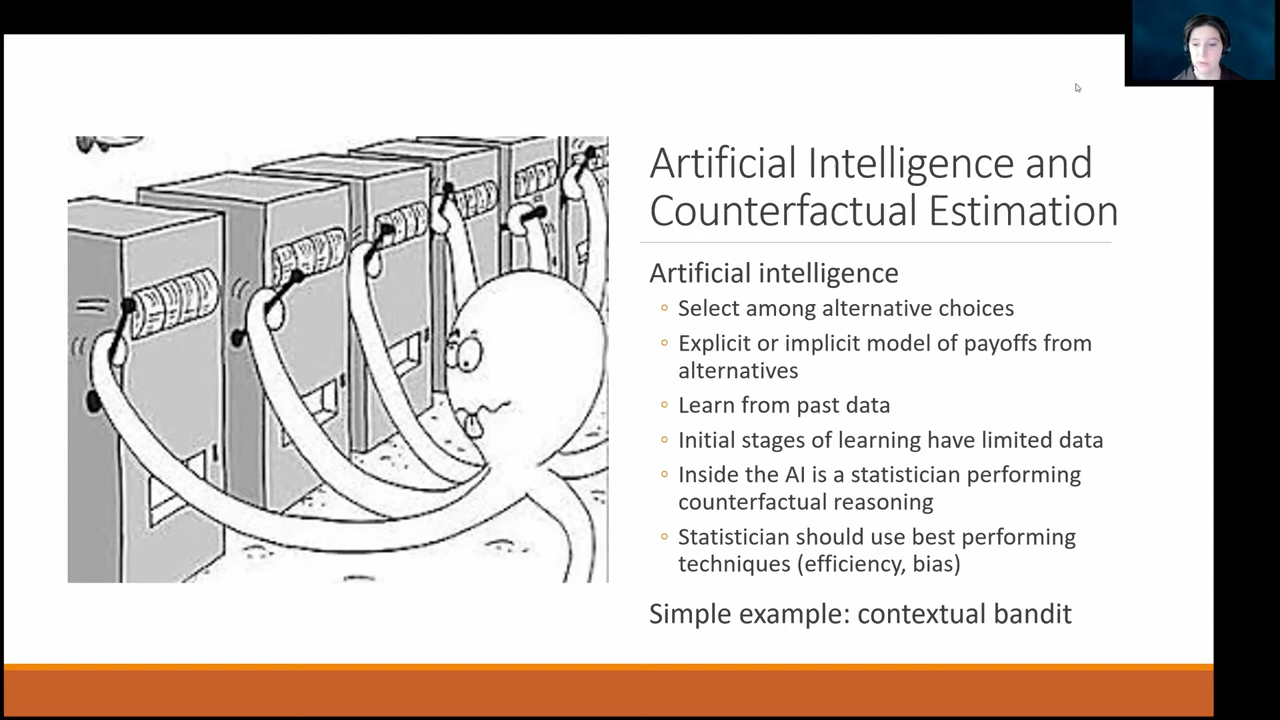 Artificial Intelligence and
Counterfactual Estimation
Artificial intelligence
◦ Select among alternative choices
◦ Explicit or implicit model of payoffs from
alternatives
◦ Learn from past data
◦ Initial stages of learning have limited data
◦ Inside the AI is a statistician performing
counterfactual reasoning
◦ Statistician should use best performing
techniques (efficiency, bias)
Simple example: contextual bandit